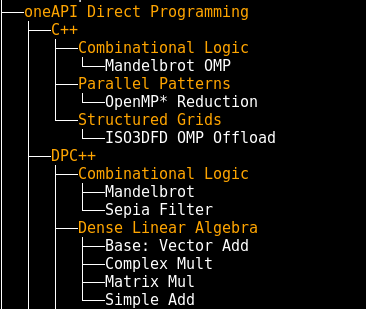 oneAPI Direct Programming
C++
Combinational Logic
Mandelbrot OMP
Parallel Patterns
OpenMP* Reduction
Structured Grids
ISO3DFD OMP Offload
DPC++
Combinational Logic
Mandelbrot
Sepia Filter
Dense Linear Algebra
Base: Vector Add
Complex Mult
Matrix Mul
Simple Add